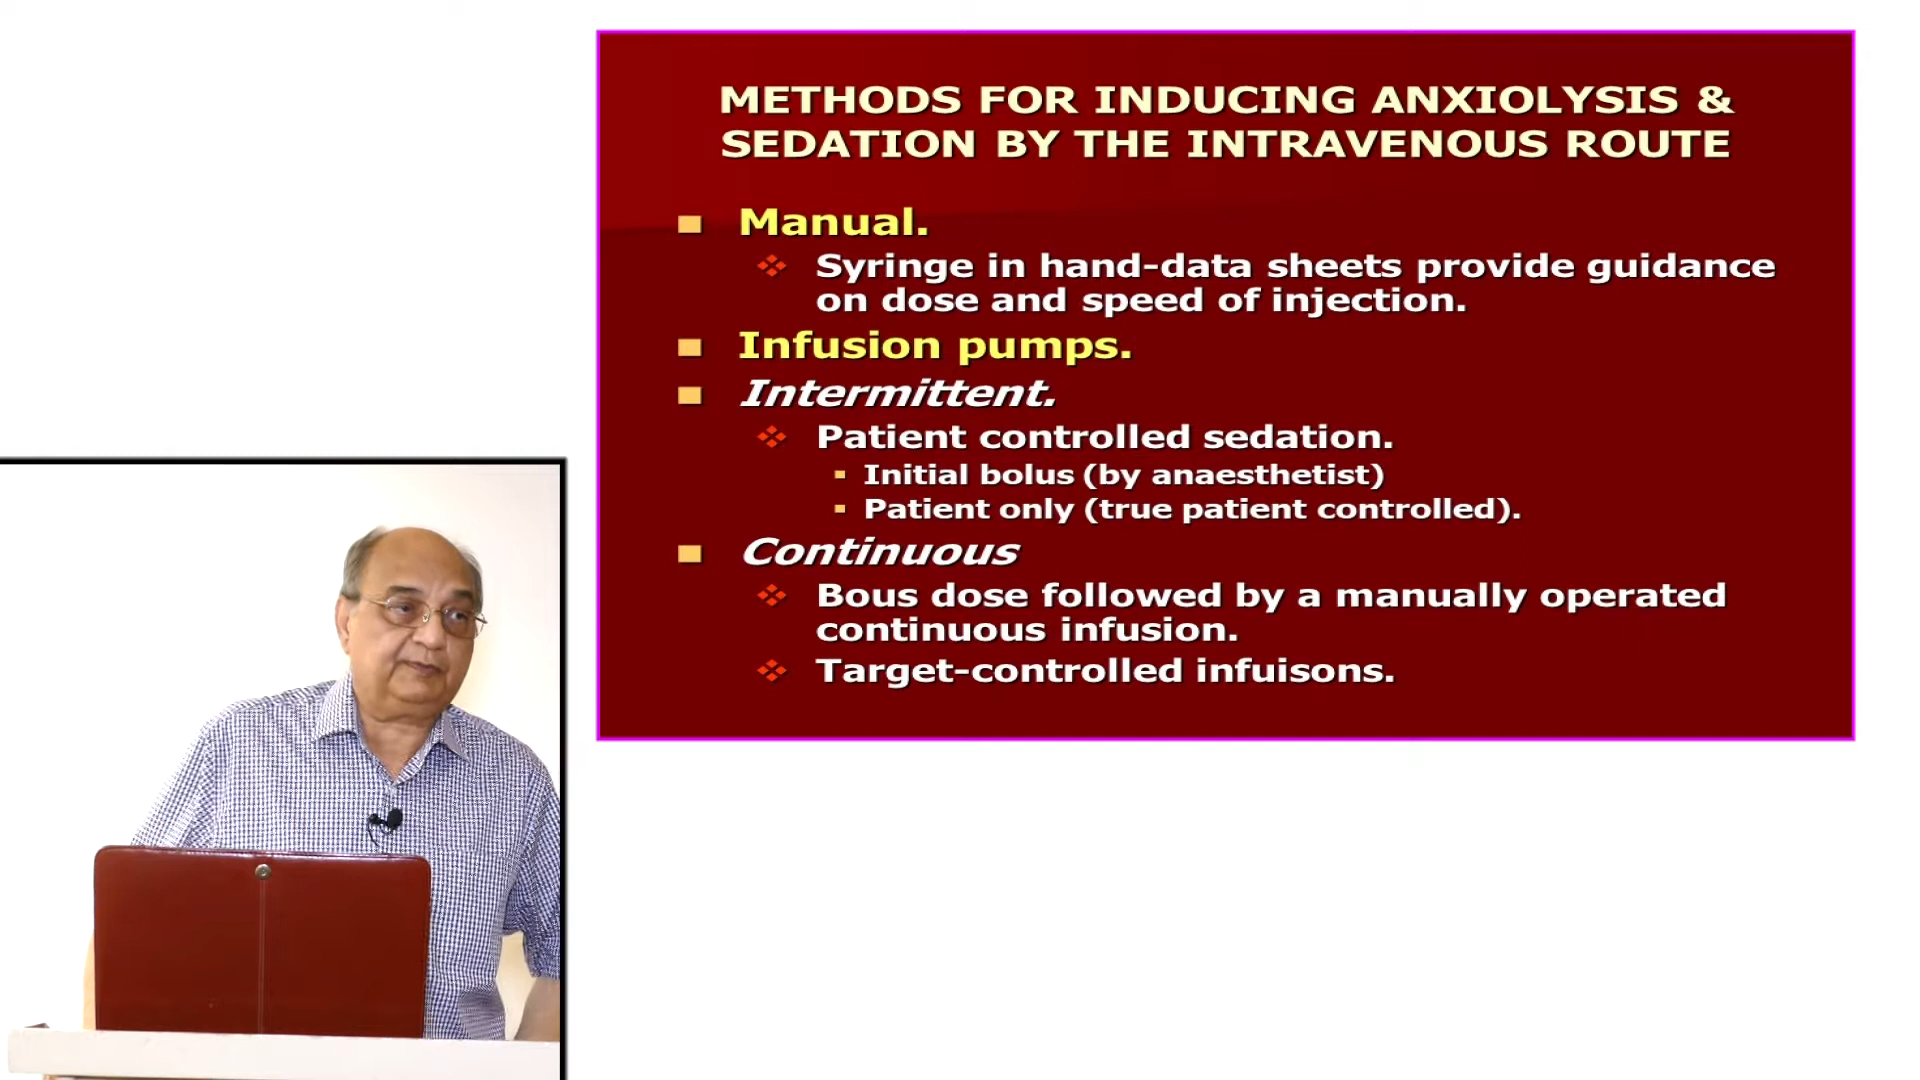 METHODS FOR INDUCING ANXIOLYSIS &
SEDATION BY THE INTRAVENOUS ROUTE
Manual.
Syringe in hand-data sheets provide guidance
on dose and speed of injection.
Infusion pumps.
Intermittent.
Patient controlled sedation.
Initial bolus (by anaesthetist)
Patient only (true patient controlled).
Continuous
Bous dose followed by a manually operated
continuous infusion.
Target-controlled infuisons.